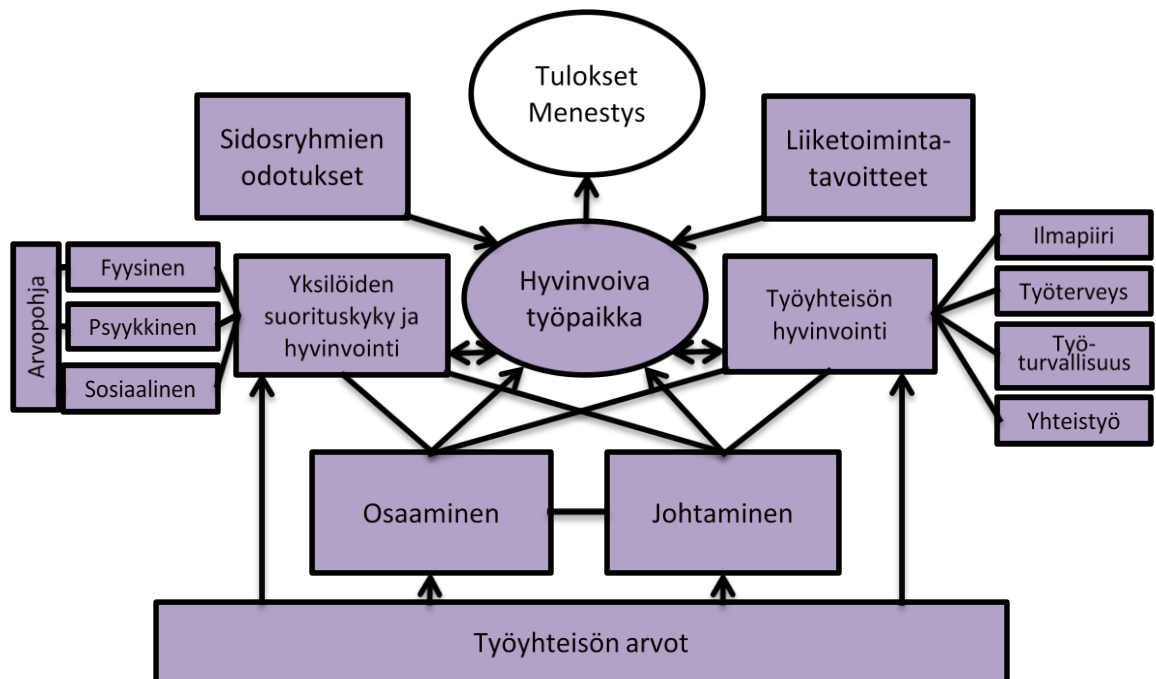 Tulokset
Menestys
Sidosryhmien
odotukset
Liiketoiminta-
tavoitteet
Arvopohja
Fyysinen
Psyykkinen
Sosiaalinen
Yksilöiden
suorituskyky ja
hyvinvointi
Hyvinvoiva
työpaikka
Työyhteisön
hyvinvointi
Ilmapiiri
Työterveys
Työ-
turvallisuus
Yhteistyö
Osaaminen
Johtaminen
Työyhteisön arvot